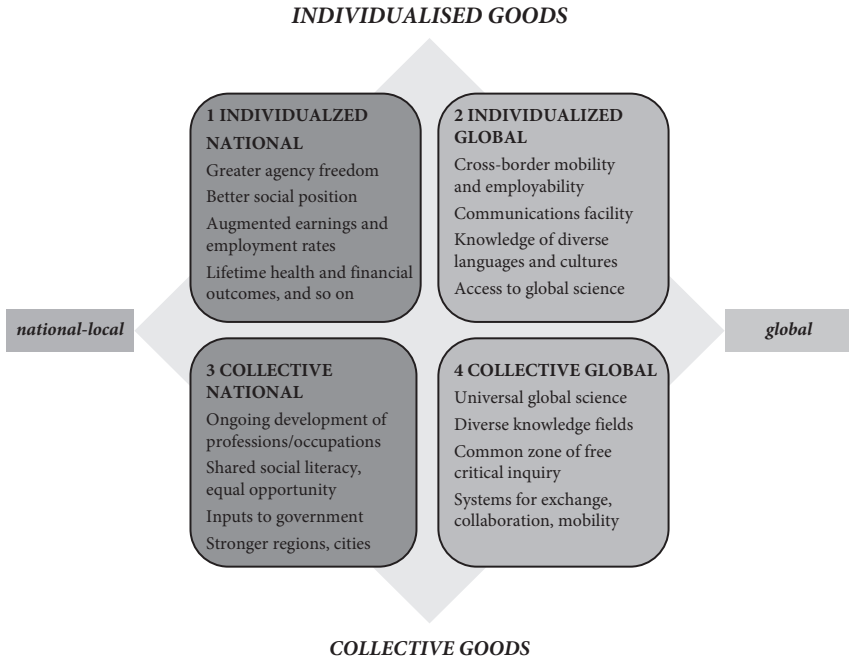 INDIVIDUALISED GOODS
1 INDIVIDUALZED
NATIONAL
Greater agency freedom
Better social position
Augmented earnings and
employment rates
Lifetime health and financial
outcomes, and so on
2 INDIVIDUALIZED
GLOBAL
Cross-border mobility
and employability
Communications facility
Knowledge of diverse
languages and cultures
Access to global science
national-local
global
3 COLLECTIVE
NATIONAL
Ongoing development of
professions/occupations
Shared social literacy,
equal opportunity
Inputs to government
Stronger regions, cities
4 COLLECTIVE GLOBAL
Universal global science
Diverse knowledge fields
Common zone of free
critical inquiry
Systems for exchange,
collaboration, mobility
COLLECTIVE GOODS